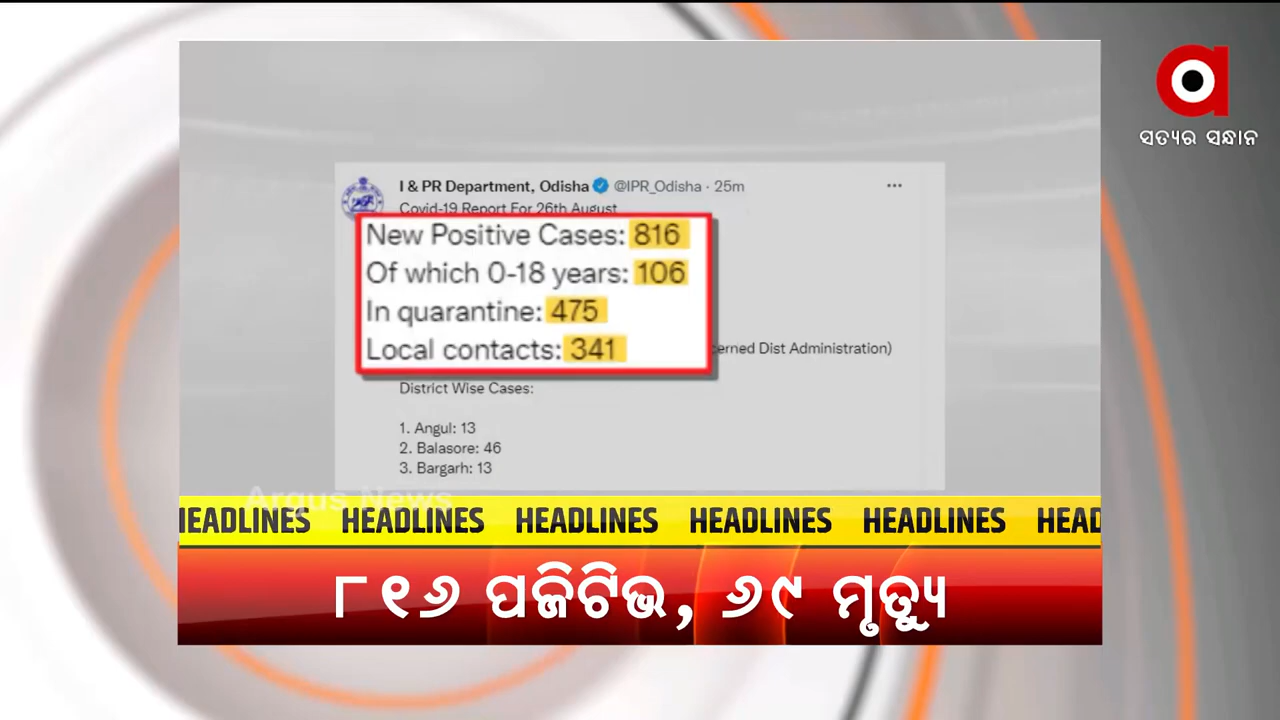 ସତ୍ୟର ସନ୍ଧାନ
I & PR Department, Odisha @IPR_Odisha · 25m ...
Covid-19 Report For 26th August
New Positive Cases: 816
Of which 0-18 years: 106
In quarantine: 475
Local contacts: 341
cerned Dist Administration)
District Wise Cases:
1. Angul: 13
2. Balasore: 46
3. Bargarh: 13
Argus News
HEADLINES HEADLINES HEADLINES HEADLINES HEADLINES HEAD
୮୧୬ ପଜିଟିଭ, ୬୯ ମୃତ୍ୟୁ